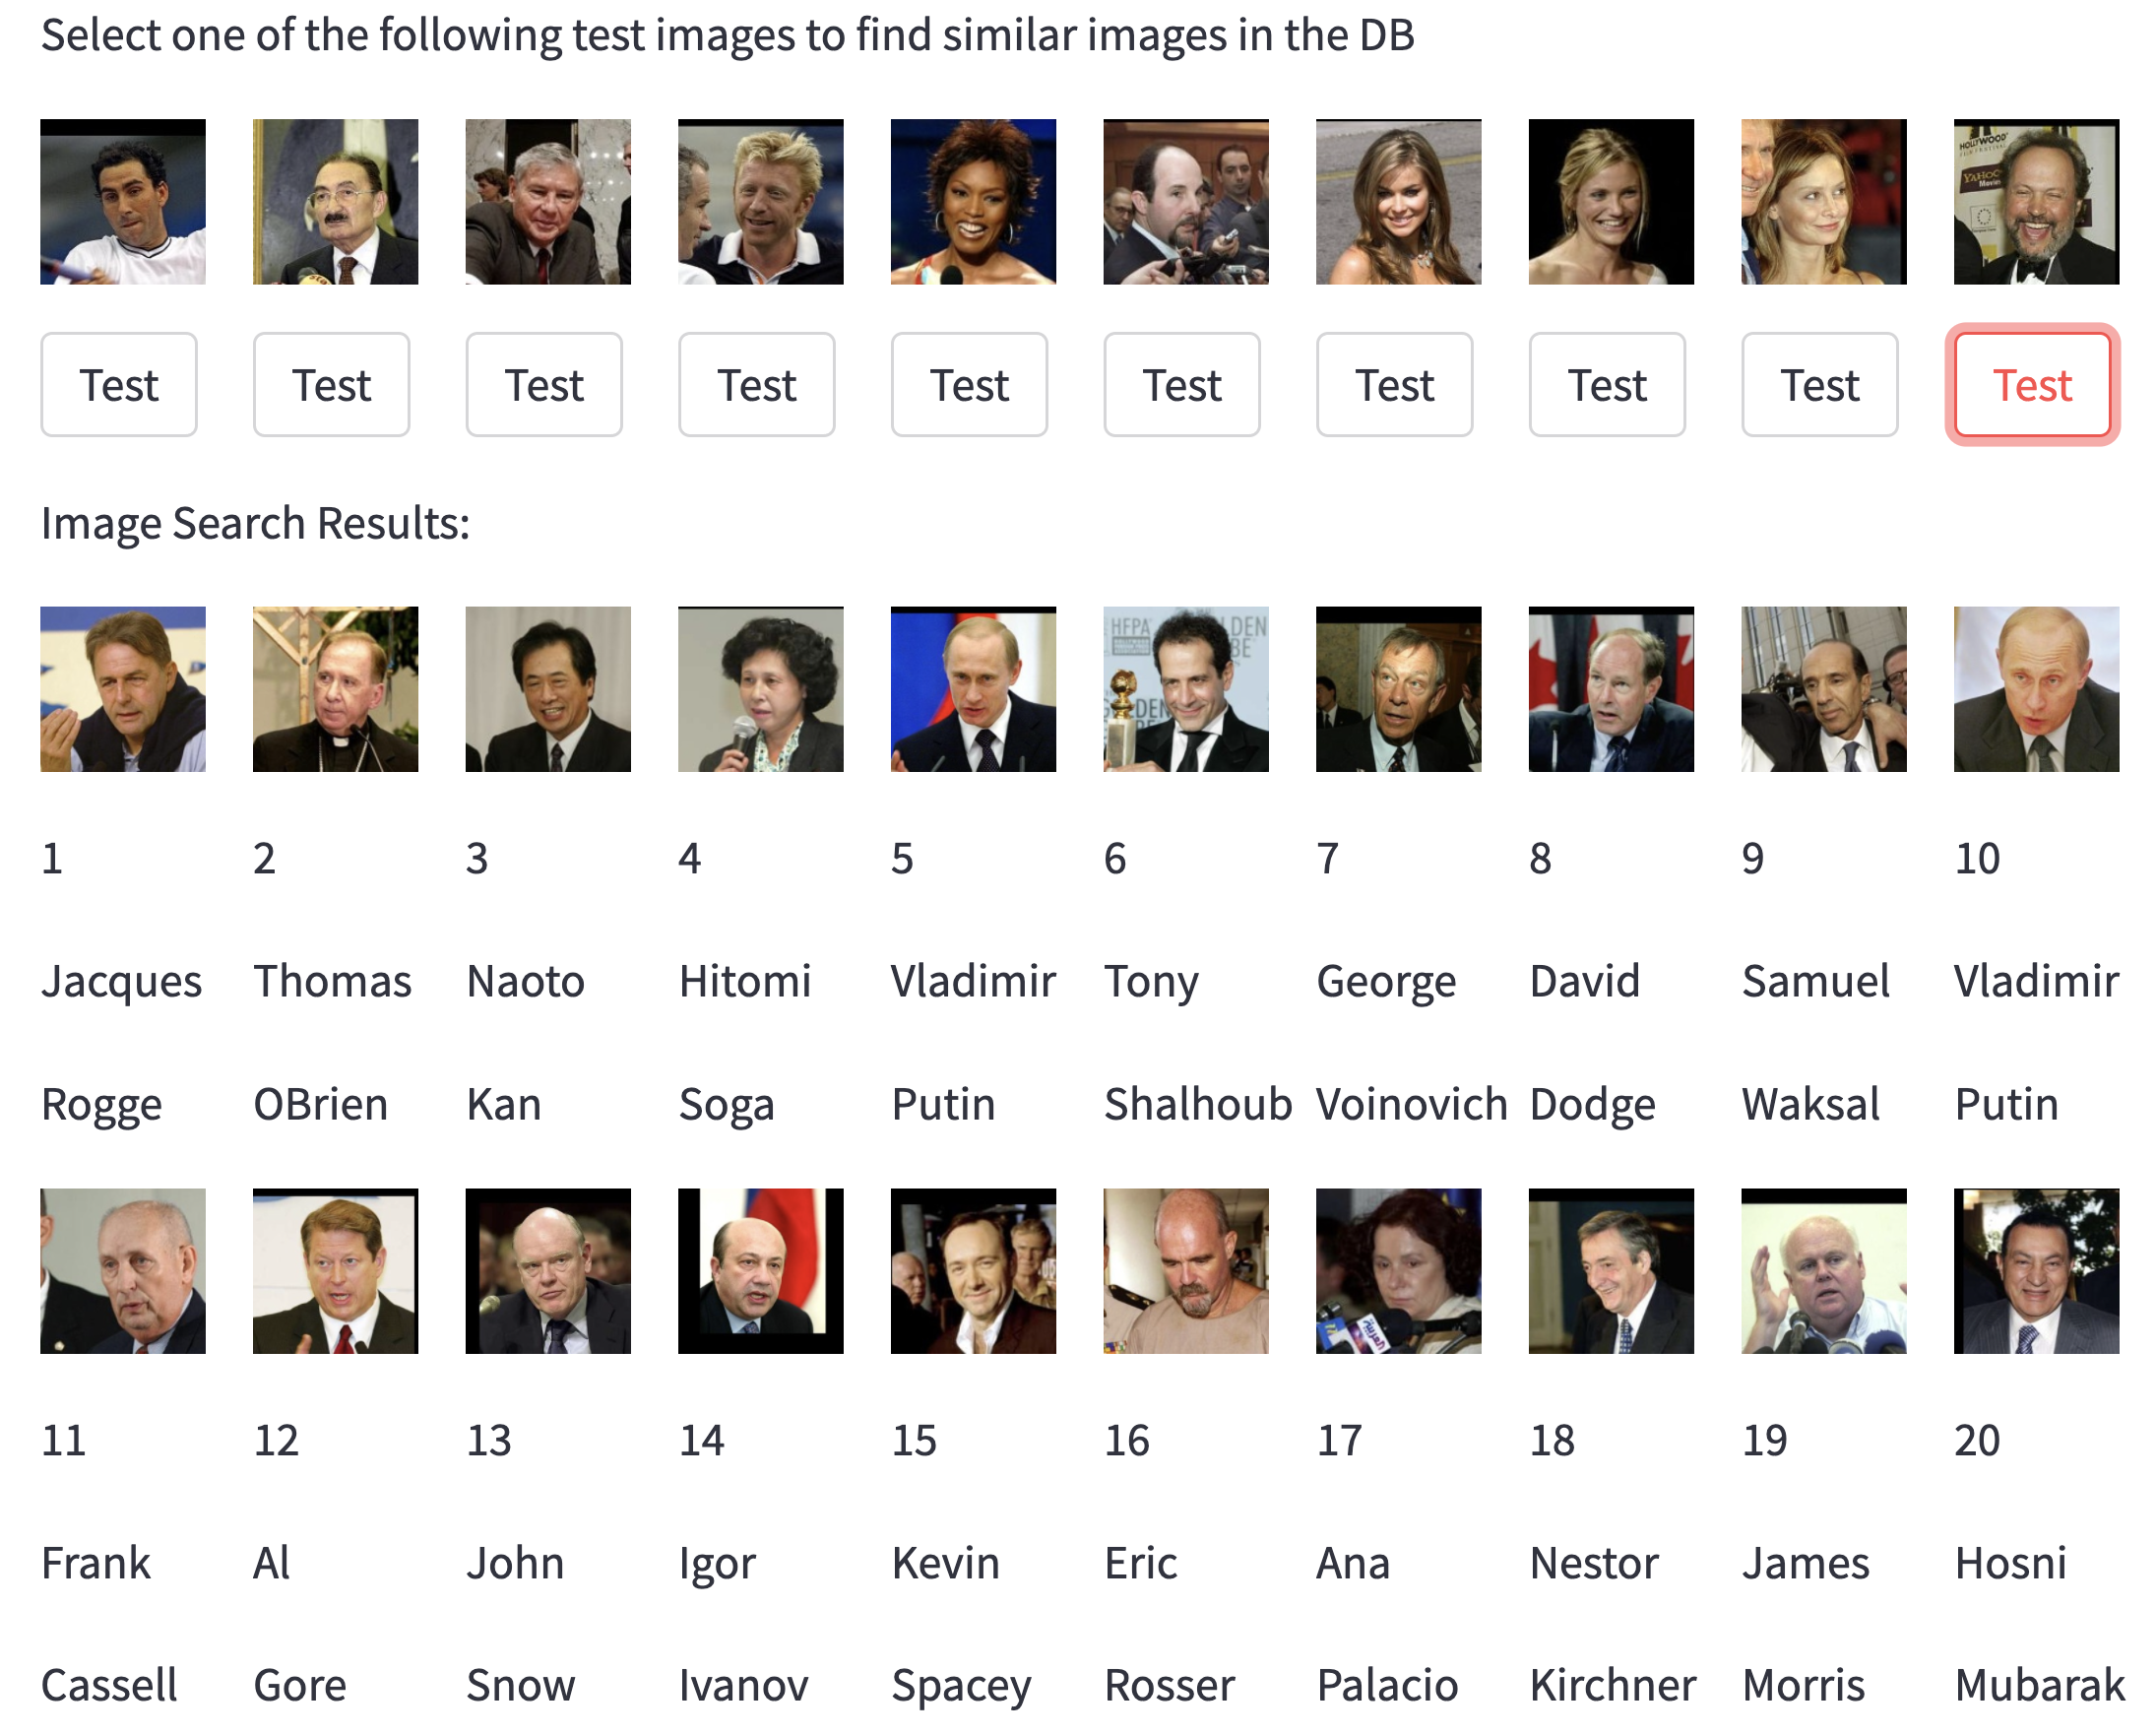 Select one of the following test images to find similar images in the DB
HOLLYWOOD
YAHOO!
Test Test Test Test Test Test Test Test Test Test
Image Search Results:
HFPA
1 2 3 4 5 6 7 8 9 10
Jacques Thomas Naoto Hitomi Vladimir Tony George David Samuel Vladimir
Rogge OBrien Kan Soga Putin Shalhoub Voinovich Dodge Waksal Putin
العربية
11 12 13 14 15 16 17 18 19 20
Frank Al John Igor Kevin Eric Ana Nestor James Hosni
Cassell Gore Snow Ivanov Spacey Rosser Palacio Kirchner Morris Mubarak